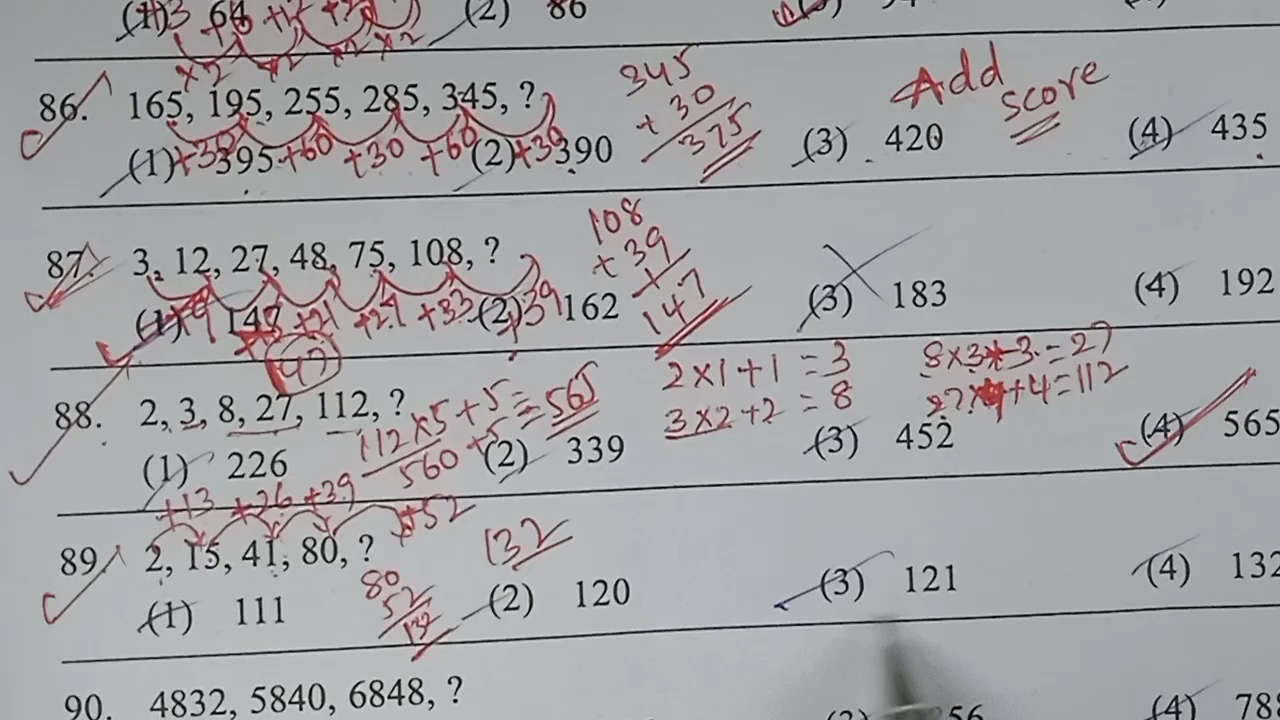 (1) 64 (2) 86
86. 165, 195, 255, 285, 345, ?
345
+ 30
375
Add score
+30 +60 +30 +60 +30
(1) 395 (2) 390 (3) 420 (4) 435
87. 3, 12, 27, 48, 75, 108, ?
108
+ 39
147
+9 +21 +27 +33 +39
(1) 147 (2) 162 (3) 183 (4) 192
147
88. 2, 3, 8, 27, 112, ?
112×5+5 = 565
560 +5
2×1+1 = 3
3×2+2 = 8
8×3+3 = 27
+4=112
(1) 226 (2) 339 (3) 452 (4) 565
+13 +26 +39 +52
89. 2, 15, 41, 80, ?
132
80
52
132
(1) 111 (2) 120 (3) 121 (4) 132
90. 4832, 5840, 6848, ?
56 (4) 788